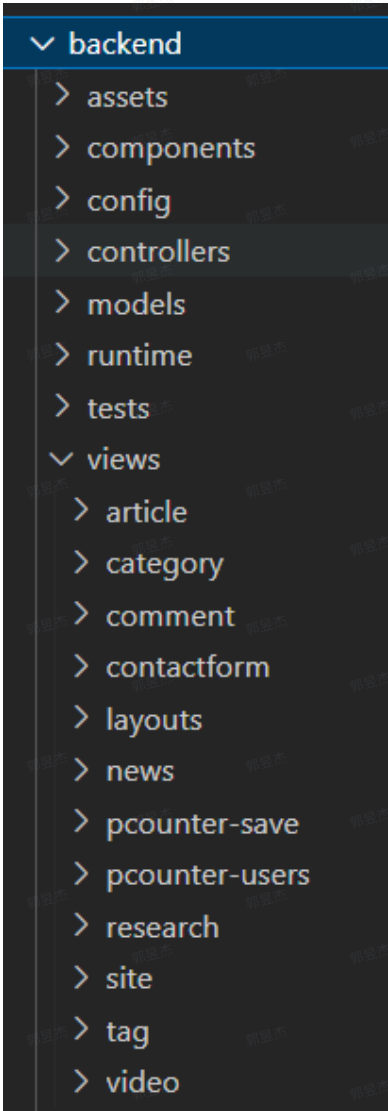 backend
assets
components
config
controllers
models
runtime
tests
views
article
category
comment
contactform
layouts
news
pcounter-save
pcounter-users
research
site
tag
video